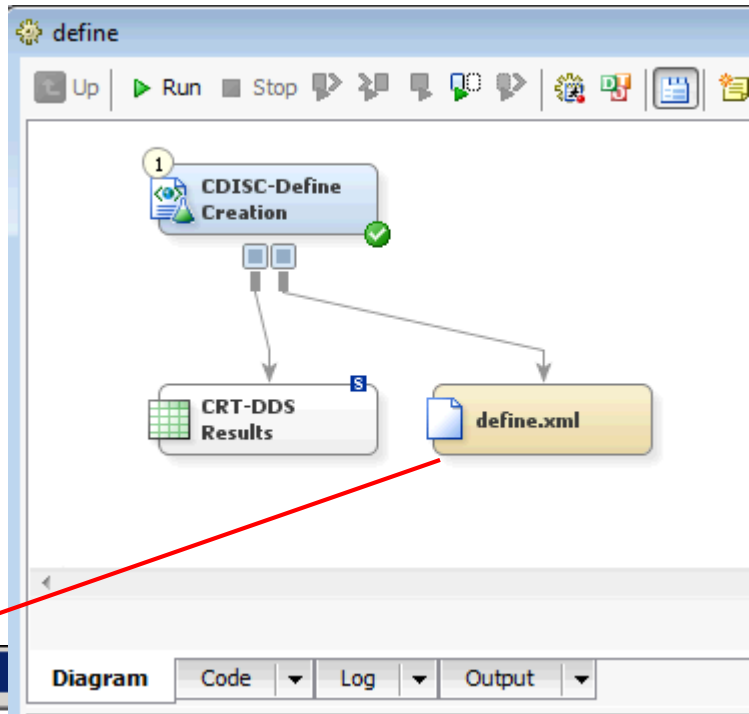 define
Up Run Stop
1
CDISC-Define
Creation
S
CRT-DDS
Results
define.xml
Diagram Code Log Output